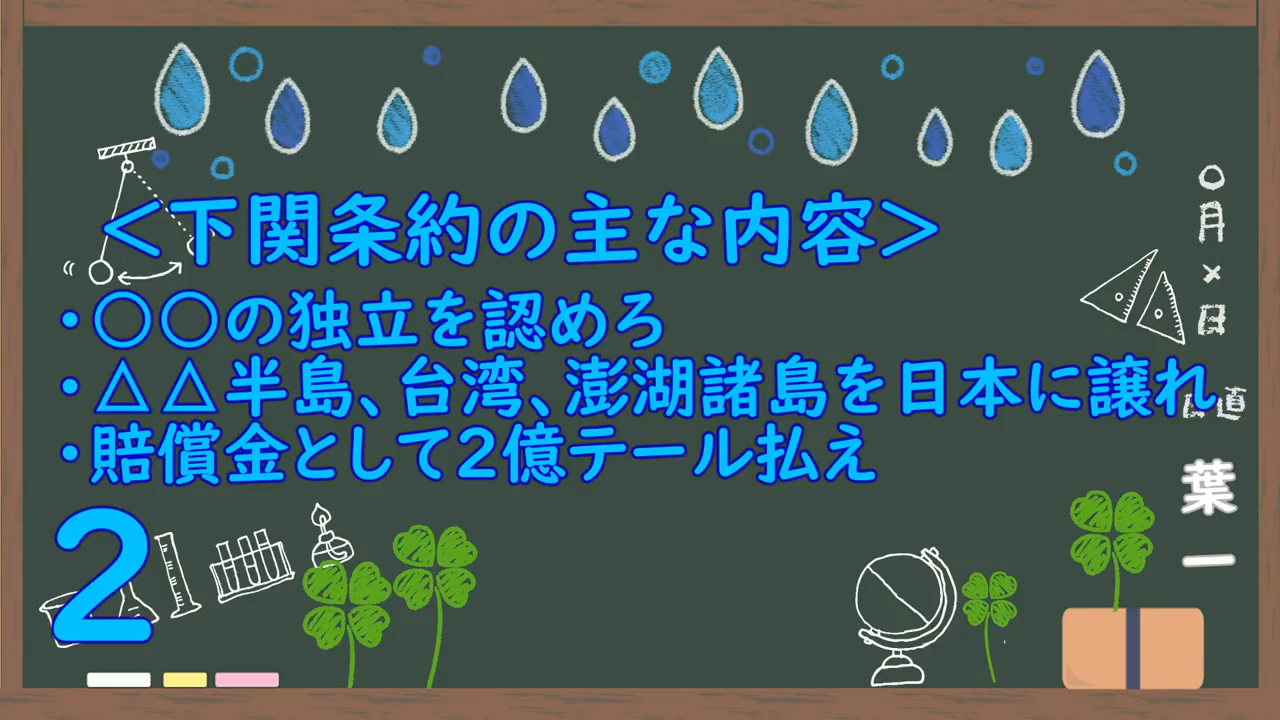 <下関条約の主な内容>
・○○の独立を認めろ
・△△半島、台湾、澎湖諸島を日本に譲れ
・賠償金として2億テール払え
2
○月×日
直
葉一